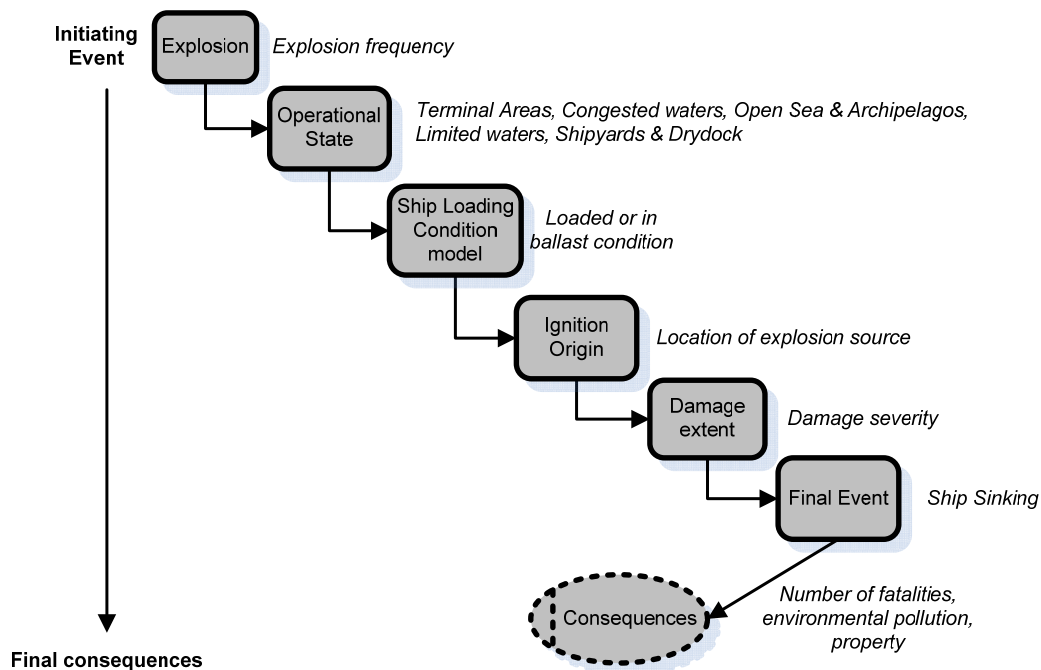 Initiating
Event
Explosion
Explosion frequency
Operational
State
Terminal Areas, Congested waters, Open Sea & Archipelagos,
Limited waters, Shipyards & Drydock
Ship Loading
Condition
model
Loaded or in
ballast condition
Ignition
Origin
Location of explosion source
Damage
extent
Damage severity
Final Event
Ship Sinking
Consequences
Number of fatalities,
environmental pollution,
property
Final consequences